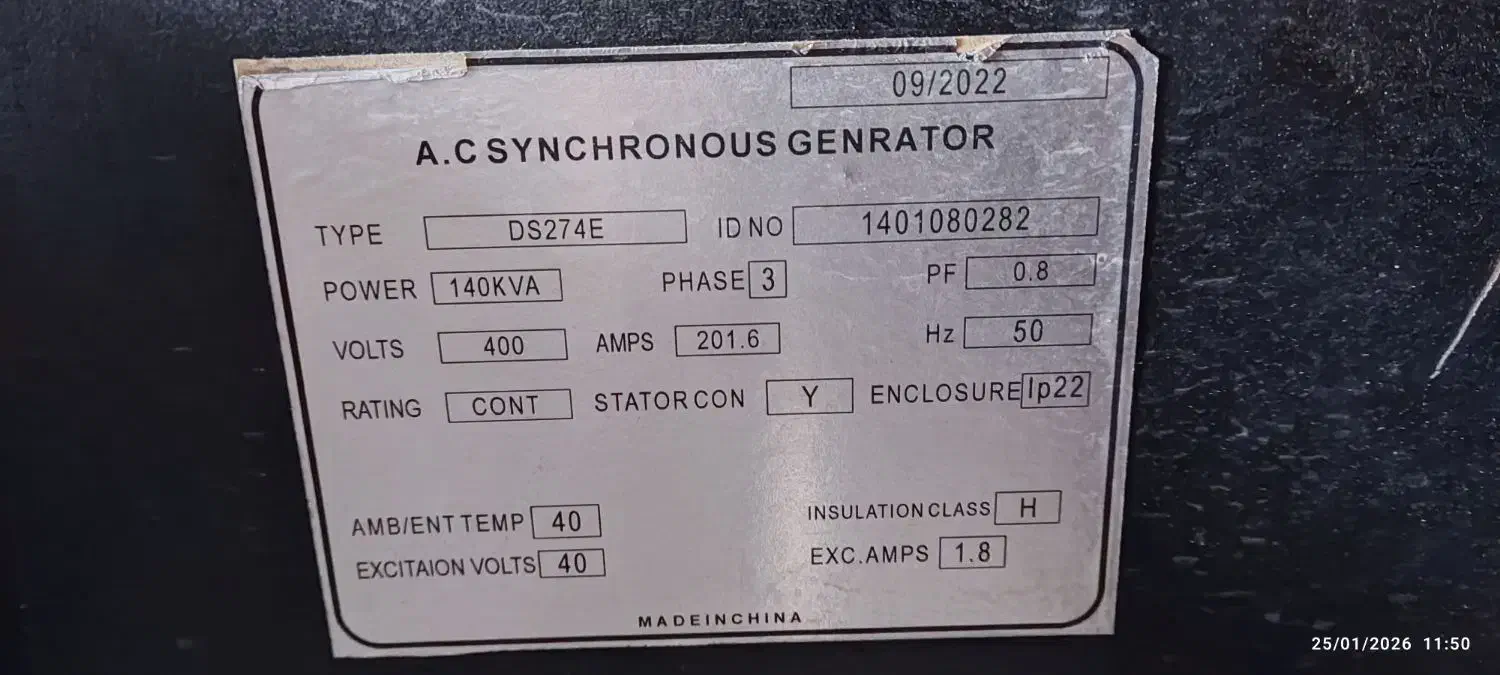 09/2022
A.C SYNCHRONOUS GENRATOR
TYPE DS274E ID NO 1401080282
POWER 140KVA PHASE 3 PF 0.8
VOLTS 400 AMPS 201.6 Hz 50
RATING CONT STATOR CON Y ENCLOSURE Ip22
AMB/ENT TEMP 40 INSULATION CLASS H
EXCITAION VOLTS 40 EXC.AMPS 1.8
MADEINCHINA
25/01/2026 11:50